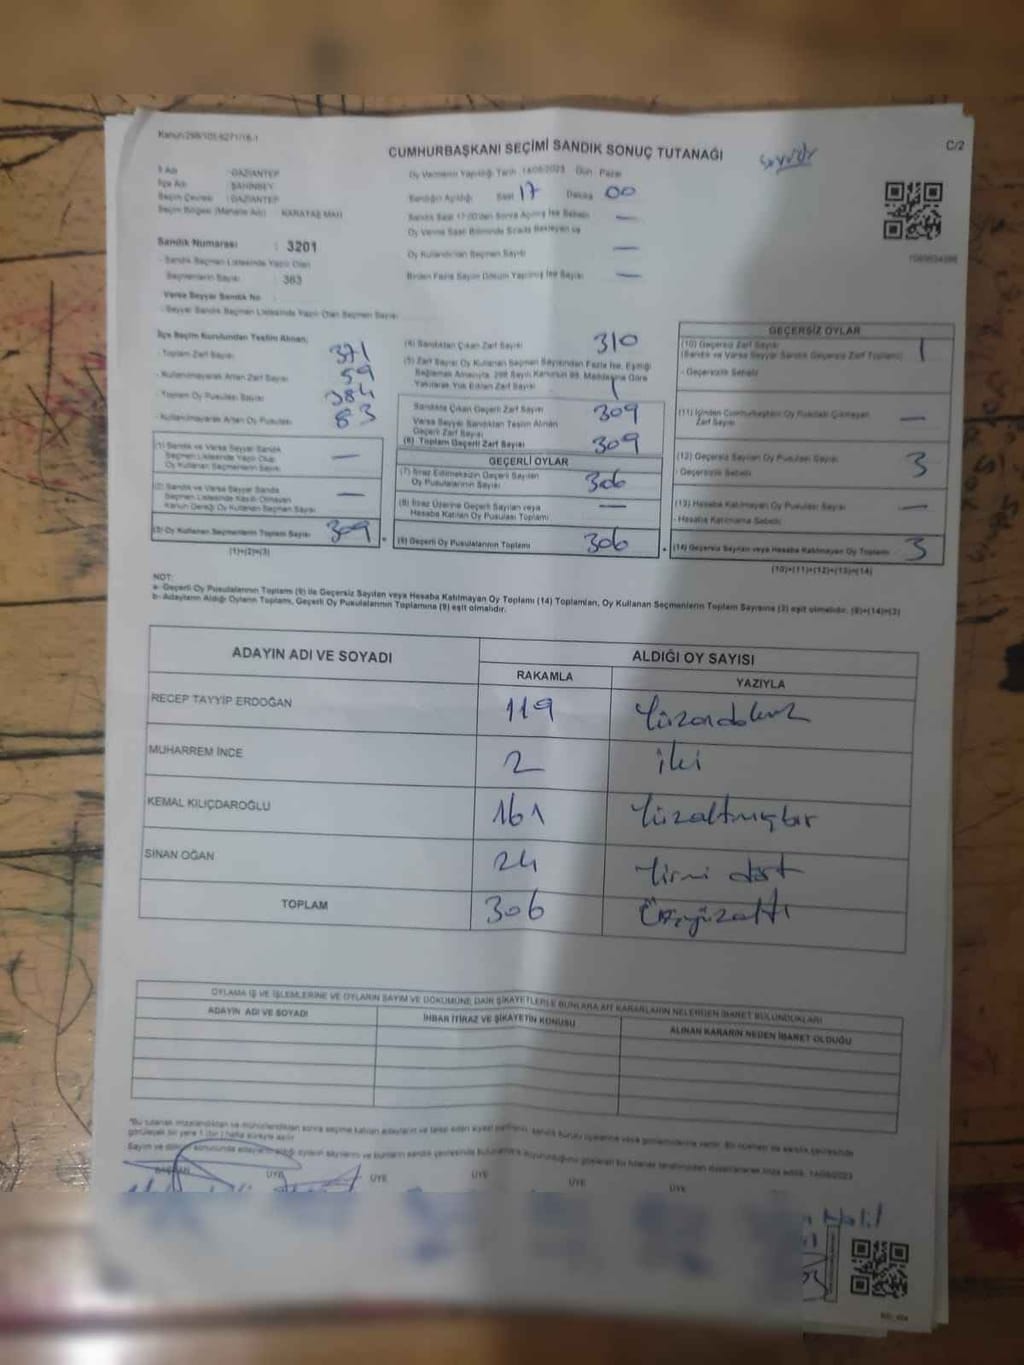 Kanun:298/105-6271/16-1
CUMHURBAŞKANI SEÇİMİ SANDIK SONUÇ TUTANAĞI
C/2
İl Adı : GAZİANTEP
İlçe Adı : ŞAHİNBEY
Seçim Çevresi : GAZİANTEP
Seçim Bölgesi (Mahalle Adı) : KARATAŞ MAH.
Sandık Numarası : 3201
- Sandık Seçmen Listesinde Yazılı Olan
Seçmenlerin Sayısı : 363
Varsa Seyyar Sandık No :
- Seyyar Sandık Seçmen Listesinde Yazılı Olan Seçmen Sayısı:
Oy Vermenin Yapıldığı Tarih : 14/05/2023 Gün : Pazar
Sandığın Açıldığı Saat 17 Dakika 00
Sandık Saat 17:00'den Sonra Açılmış İse Sebebi —
Oy Verme Saati Bitiminde Sırada Bekleyen
Oy Kullandırılan Seçmen Sayısı —
Birden Fazla Sayım Döküm Yapılmış İse Sayısı —
İlçe Seçim Kurulundan Teslim Alınan;
- Toplam Zarf Sayısı 371
- Kullanılmayarak Artan Zarf Sayısı 59
- Toplam Oy Pusulası Sayısı 384
- Kullanılmayarak Artan Oy Pusulası 83
(1) Sandık ve Varsa Seyyar Sandık
Seçmen Listesinde Yazılı Olup
Oy Kullanan Seçmenlerin Sayısı —
(2) Sandık ve Varsa Seyyar Sandık
Seçmen Listesinde Kayıtlı Olmayan
Kanun Gereği Oy Kullanan Seçmen Sayısı —
(3) Oy Kullanan Seçmenlerin Toplam Sayısı 309
(1)+(2)=(3)
(4) Sandıktan Çıkan Zarf Sayısı 310
(5) Zarf Sayısı Oy Kullanan Seçmen Sayısından Fazla İse, Eşitliği
Sağlamak Amacıyla, 298 Sayılı Kanunun 98. Maddesine Göre
Yakılarak Yok Edilen Zarf Sayısı 1
Sandıkta Çıkan Geçerli Zarf Sayısı 309
Varsa Seyyar Sandıktan Teslim Alınan
Geçerli Zarf Sayısı
(6) Toplam Geçerli Zarf Sayısı 309
GEÇERLİ OYLAR
(7) İtiraz Edilmeksizin Geçerli Sayılan
Oy Pusulalarının Sayısı 306
(8) İtiraz Üzerine Geçerli Sayılan veya
Hesaba Katılan Oy Pusulası Toplamı —
(9) Geçerli Oy Pusulalarının Toplamı 306
GEÇERSİZ OYLAR
(10) Geçersiz Zarf Sayısı 1
(Sandık ve Varsa Seyyar Sandık Geçersiz Zarf Toplamı)
- Geçersizlik Sebebi:
(11) İçinden Cumhurbaşkanı Oy Pusulası Çıkmayan
Zarf Sayısı —
(12) Geçersiz Sayılan Oy Pusulası Sayısı 3
- Geçersizlik Sebebi:
(13) Hesaba Katılmayan Oy Pusulası Sayısı —
- Hesaba Katılmama Sebebi:
(14) Geçersiz Sayılan veya Hesaba Katılmayan Oy Toplamı 3
(10)+(11)+(12)+(13)=(14)
NOT:
a- Geçerli Oy Pusulalarının Toplamı (9) ile Geçersiz Sayılan veya Hesaba Katılmayan Oy Toplamı (14) Toplamları, Oy Kullanan Seçmenlerin Toplam Sayısına (3) eşit olmalıdır. (9)+(14)=(3)
b- Adayların Aldığı Oyların Toplamı, Geçerli Oy Pusulalarının Toplamına (9) eşit olmalıdır.
ADAYIN ADI VE SOYADI
ALDIĞI OY SAYISI
RAKAMLA YAZIYLA
RECEP TAYYİP ERDOĞAN 119 Yüzondokuz
MUHARREM İNCE 2 iki
KEMAL KILIÇDAROĞLU 161 Yüzaltmışbir
SİNAN OĞAN 24 Yirmi dört
TOPLAM 306 Üçyüzaltı
OYLAMA İŞ VE İŞLEMLERİNE VE OYLARIN SAYIM VE DÖKÜMÜNE DAİR ŞİKAYETLERLE BUNLARA AİT KARARLARIN NELERDEN İBARET BULUNDUKLARI
ADAYIN ADI VE SOYADI
İHBAR İTİRAZ VE ŞİKAYETİN KONUSU
ALINAN KARARIN NEDEN İBARET OLDUĞU
BAŞKAN ÜYE ÜYE ÜYE ÜYE ÜYE
Halil